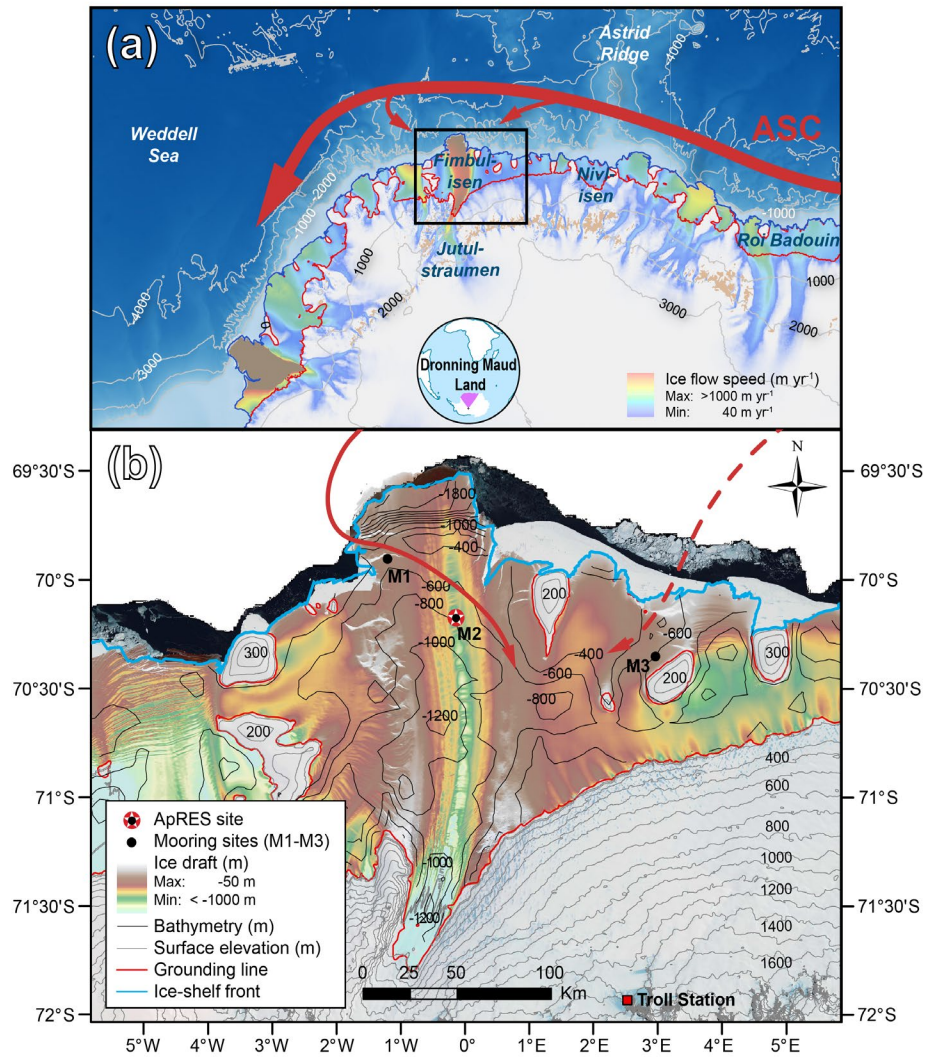 (a)
Astrid
Ridge
4000
Weddell
Sea
ASC
-2000
-1000
Fimbul-
isen
Nivl-
isen
-1000
Roi Badouin
Jutul-
straumen
1000
2000
3000
1000
2000
-4000
-3000
0
Dronning Maud
Land
Ice flow speed (m yr⁻¹)
Max: >1000 m yr⁻¹
Min: 40 m yr⁻¹
(b)
N
69°30'S
69°30'S
-1800
-1000
-400
70°S
70°S
M1
-600
-800
M2
-1000
200
-600
-400
M3
-600
200
300
300
70°30'S
70°30'S
-600
-800
-1200
200
400
600
800
1000
1200
1400
1600
71°S
71°S
-1000
-1200
71°30'S
71°30'S
72°S
72°S
ApRES site
Mooring sites (M1-M3)
Ice draft (m)
Max: -50 m
Min: < -1000 m
Bathymetry (m)
Surface elevation (m)
Grounding line
Ice-shelf front
0 25 50 100
Km
Troll Station
5°W 4°W 3°W 2°W 1°W 0° 1°E 2°E 3°E 4°E 5°E